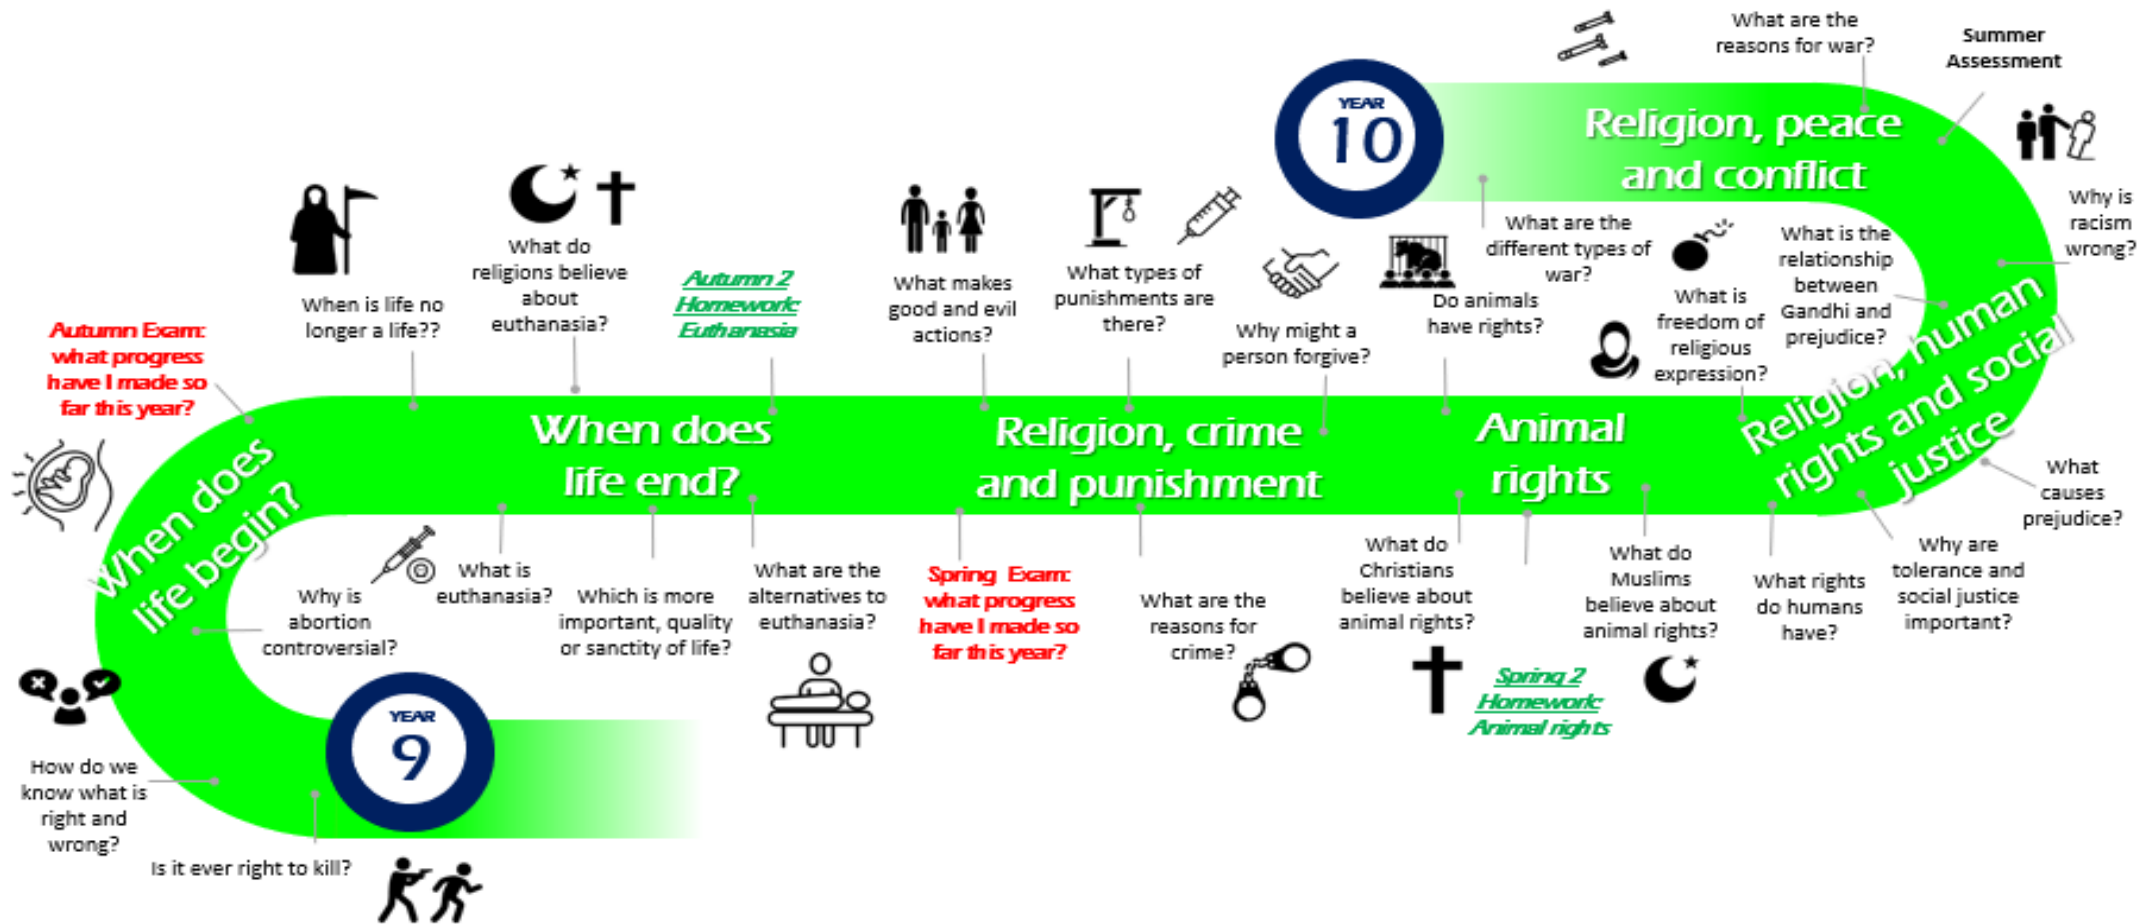 YEAR
9
Is it ever right to kill?
How do we
know what is
right and
wrong?
Why is
abortion
controversial?
When does
life begin?
Autumn Exam:
what progress
have I made so
far this year?
When is life no
longer a life??
What is
euthanasia?
What do
religions believe
about
euthanasia?
When does
life end?
Which is more
important, quality
or sanctity of life?
What are the
alternatives to
euthanasia?
Autumn 2
Homework:
Euthanasia
Spring Exam:
what progress
have I made so
far this year?
What makes
good and evil
actions?
Religion, crime
and punishment
What types of
punishments are
there?
What are the
reasons for
crime?
Why might a
person forgive?
Do animals
have rights?
Animal
rights
What do
Christians
believe about
animal rights?
Spring 2
Homework:
Animal rights
What do
Muslims
believe about
animal rights?
What is
freedom of
religious
expression?
What rights
do humans
have?
Why are
tolerance and
social justice
important?
Religion, human
rights and social
justice
What
causes
prejudice?
What is the
relationship
between
Gandhi and
prejudice?
Why is
racism
wrong?
Summer
Assessment
What are the
reasons for war?
Religion, peace
and conflict
What are the
different types of
war?
YEAR
10